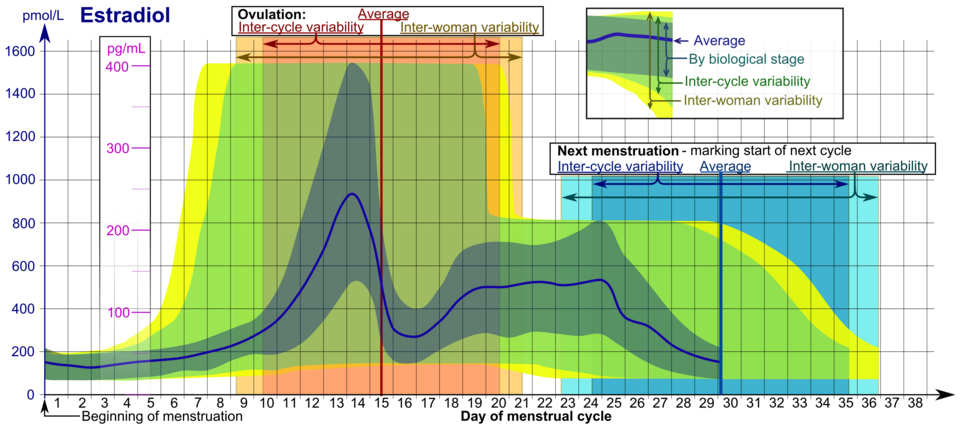 pmol/L
Estradiol
Ovulation:
Average
Inter-cycle variability
Inter-woman variability
Average
By biological stage
Inter-cycle variability
Inter-woman variability
pg/mL
1600
400
1400
1200
300
1000
200
800
600
400
100
200
0
Next menstruation - marking start of next cycle
Inter-cycle variability
Average
Inter-woman variability
1 2 3 4 5 6 7 8 9 10 11 12 13 14 15 16 17 18 19 20 21 22 23 24 25 26 27 28 29 30 31 32 33 34 35 36 37 38
Beginning of menstruation
Day of menstrual cycle